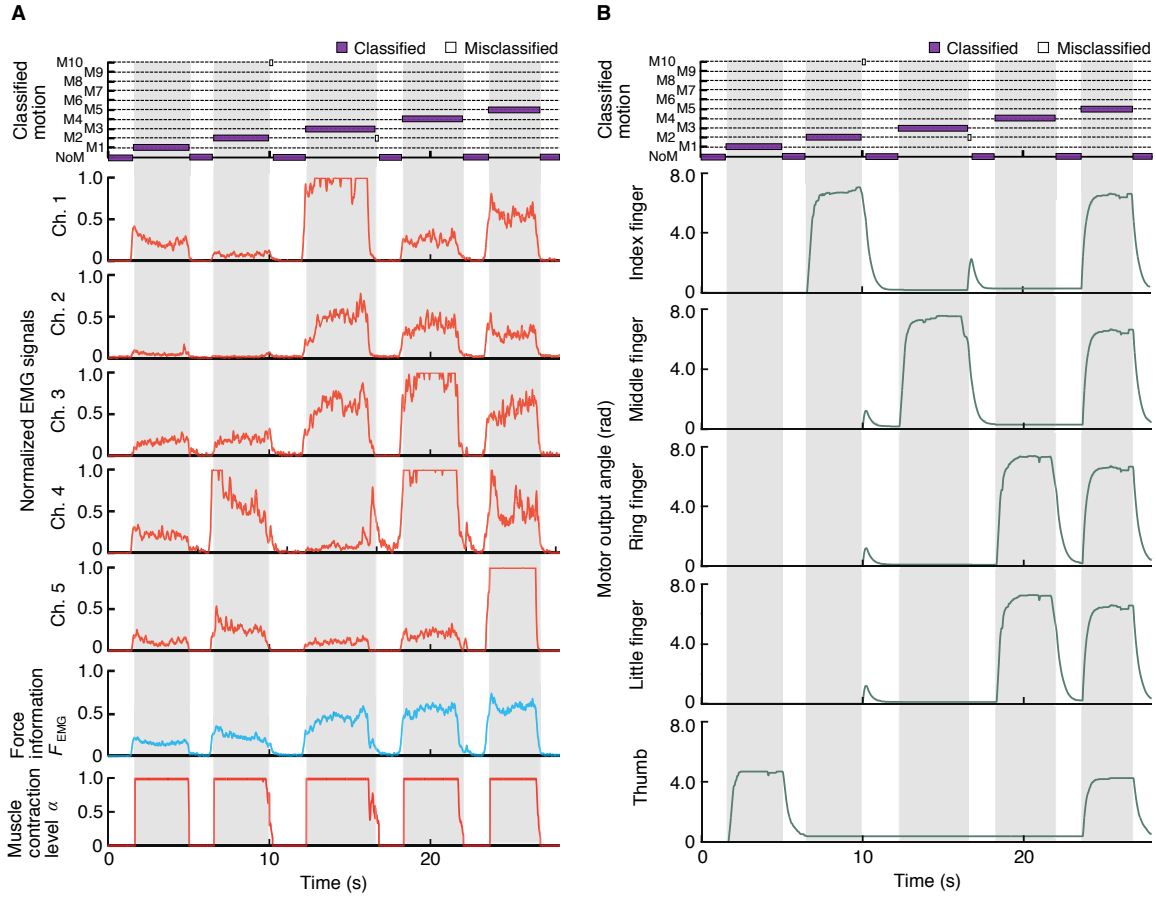 A
Classified
Misclassified
Classified motion
M10
M9
M8
M7
M6
M5
M4
M3
M2
M1
NoM
Normalized EMG signals
Ch. 1
1.0
0.5
0
Ch. 2
1.0
0.5
0
Ch. 3
1.0
0.5
0
Ch. 4
1.0
0.5
0
Ch. 5
1.0
0.5
0
Force
information
F EMG
1.0
0.5
0
Muscle
contraction
level α
1.0
0.5
0
0
10
20
Time (s)
B
Classified
Misclassified
Classified motion
M10
M9
M8
M7
M6
M5
M4
M3
M2
M1
NoM
Motor output angle (rad)
Index finger
8.0
4.0
0
Middle finger
8.0
4.0
0
Ring finger
8.0
4.0
0
Little finger
8.0
4.0
0
Thumb
8.0
4.0
0
0
10
20
Time (s)